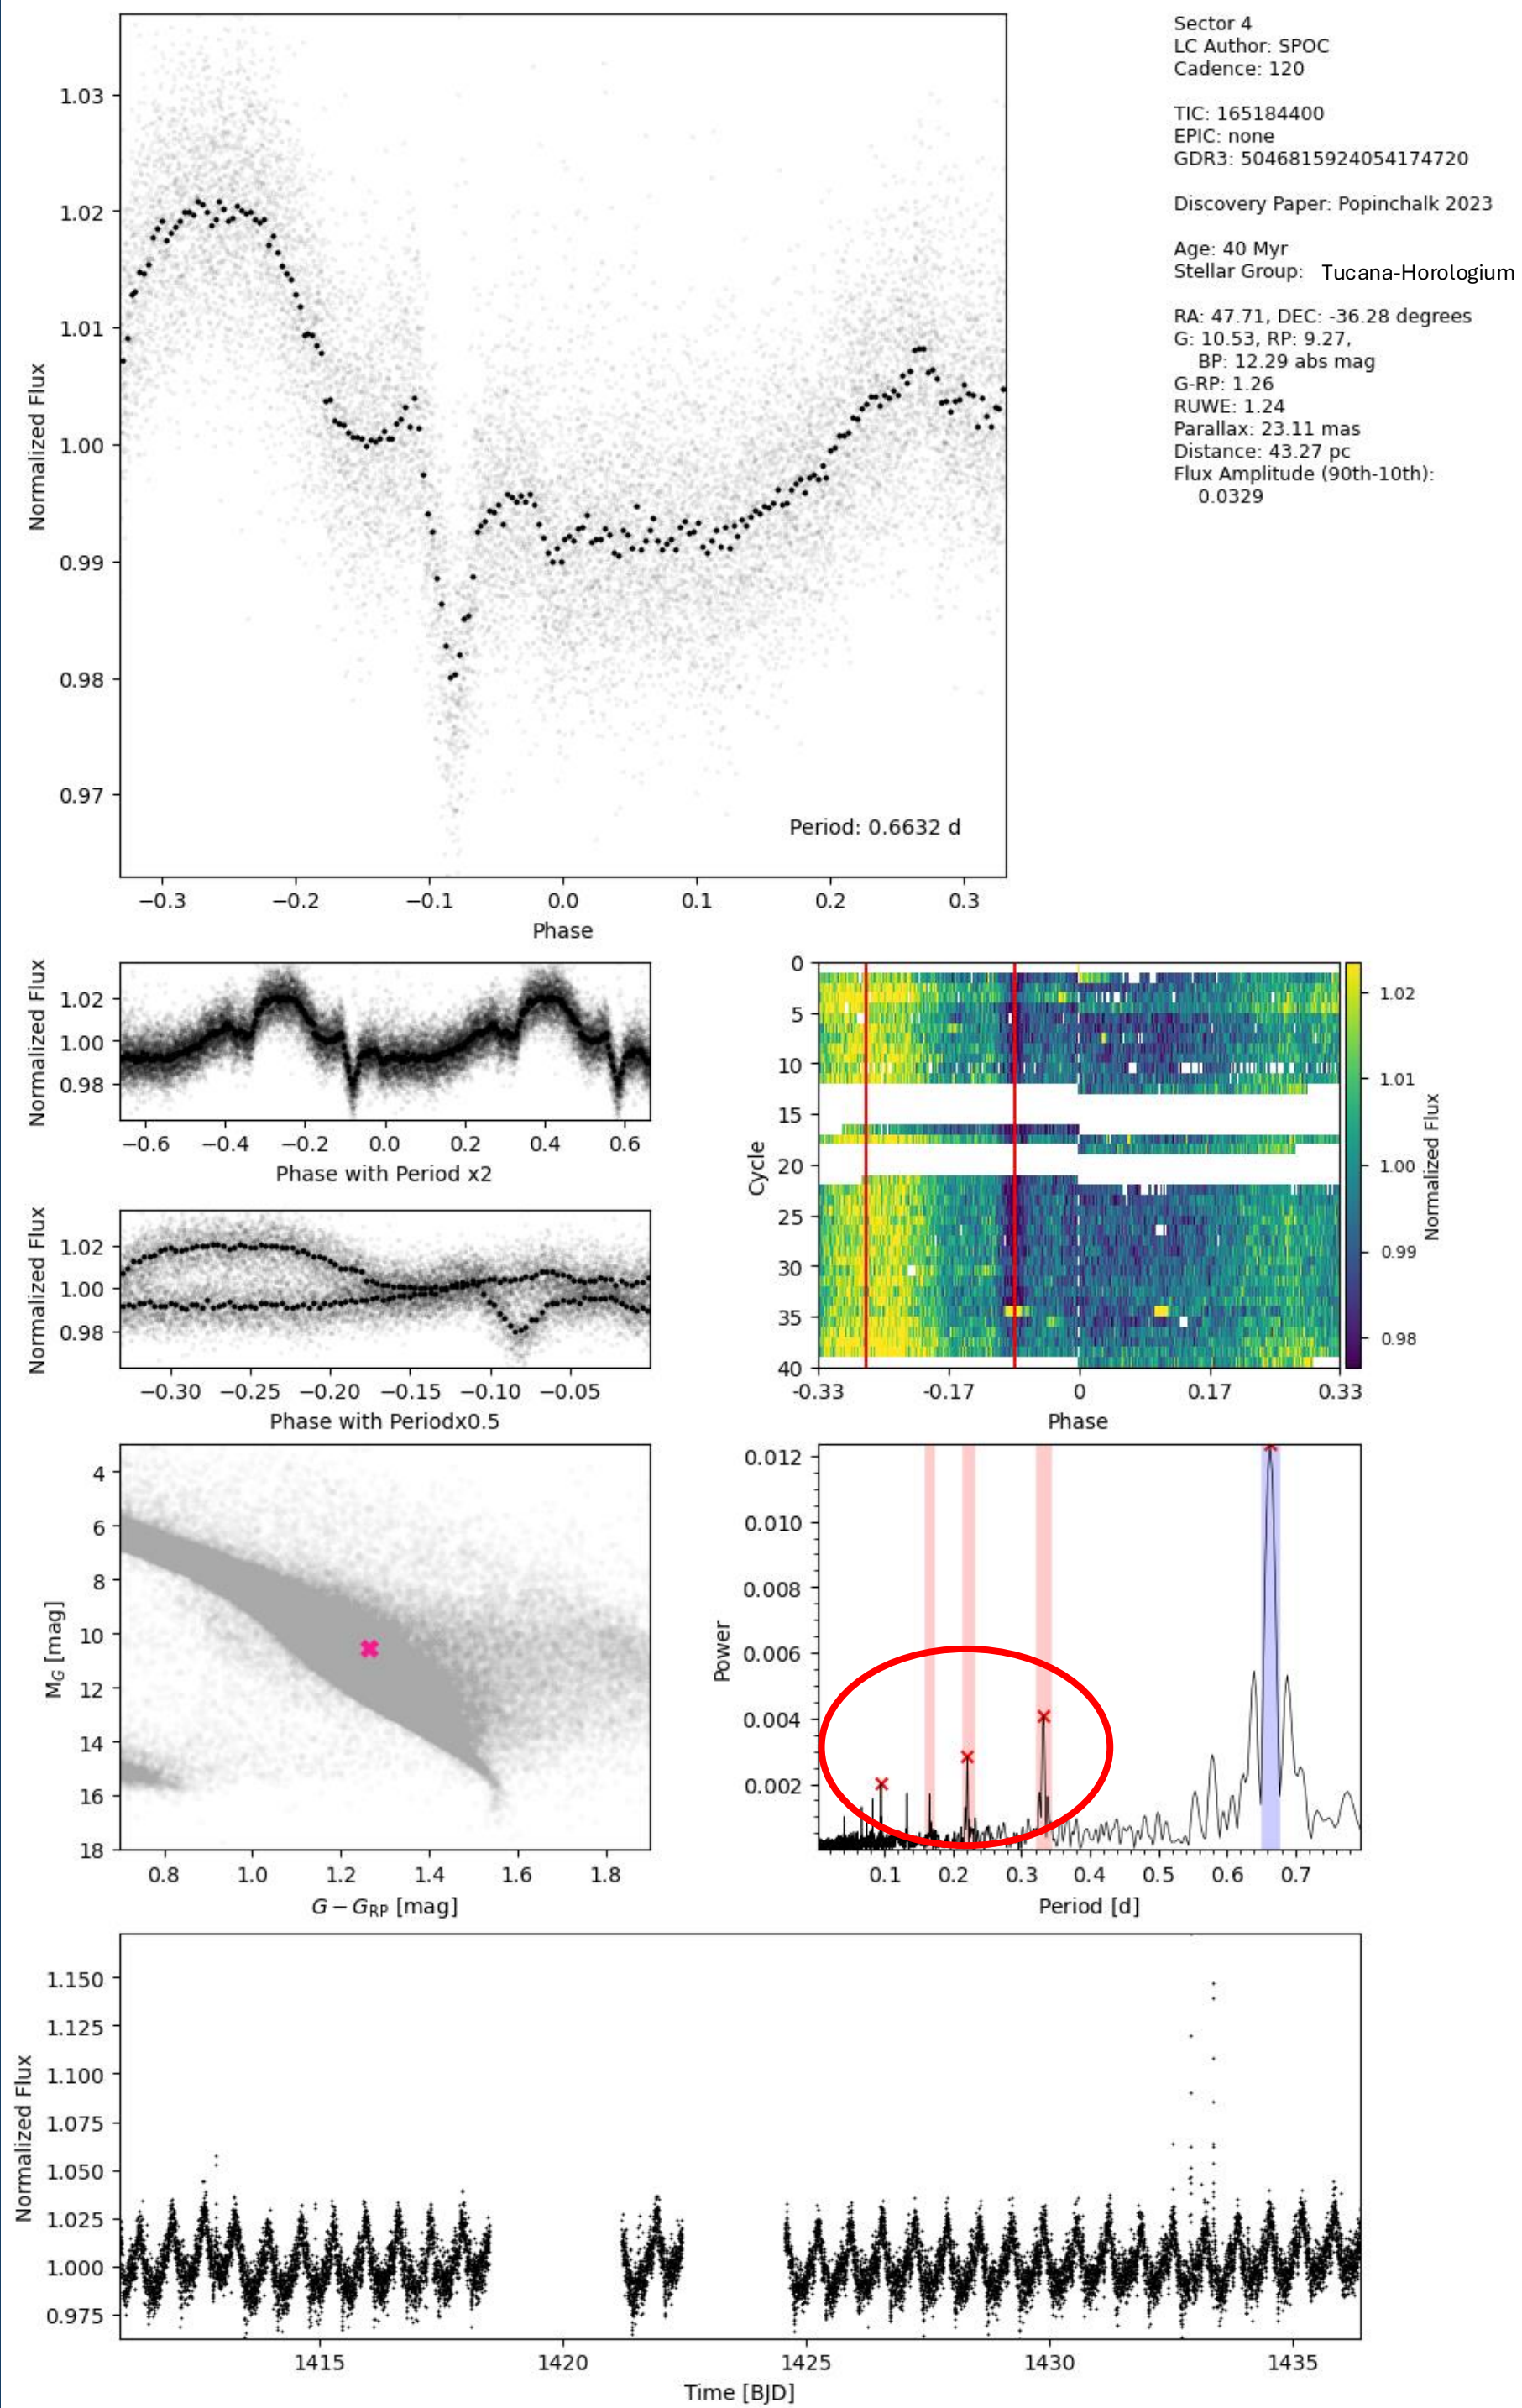 Sector 4
LC Author: SPOC
Cadence: 120
TIC: 165184400
EPIC: none
GDR3: 5046815924054174720
Discovery Paper: Popinchalk 2023
Age: 40 Myr
Stellar Group: Tucana-Horologium
RA: 47.71, DEC: -36.28 degrees
G: 10.53, RP: 9.27,
BP: 12.29 abs mag
G-RP: 1.26
RUWE: 1.24
Parallax: 23.11 mas
Distance: 43.27 pc
Flux Amplitude (90th-10th):
0.0329
Normalized Flux
1.03
1.02
1.01
1.00
0.99
0.98
0.97
Period: 0.6632 d
−0.3 −0.2 −0.1 0.0 0.1 0.2 0.3
Phase
Normalized Flux
1.02
1.00
0.98
−0.6 −0.4 −0.2 0.0 0.2 0.4 0.6
Phase with Period x2
Normalized Flux
1.02
1.00
0.98
−0.30 −0.25 −0.20 −0.15 −0.10 −0.05
Phase with Periodx0.5
Cycle
0
5
10
15
20
25
30
35
40
-0.33 -0.17 0 0.17 0.33
Phase
1.02
1.01
1.00
0.99
0.98
Normalized Flux
M_G [mag]
4
6
8
10
12
14
16
18
0.8 1.0 1.2 1.4 1.6 1.8
G − G_RP [mag]
Power
0.012
0.010
0.008
0.006
0.004
0.002
0.1 0.2 0.3 0.4 0.5 0.6 0.7
Period [d]
Normalized Flux
1.150
1.125
1.100
1.075
1.050
1.025
1.000
0.975
1415 1420 1425 1430 1435
Time [BJD]